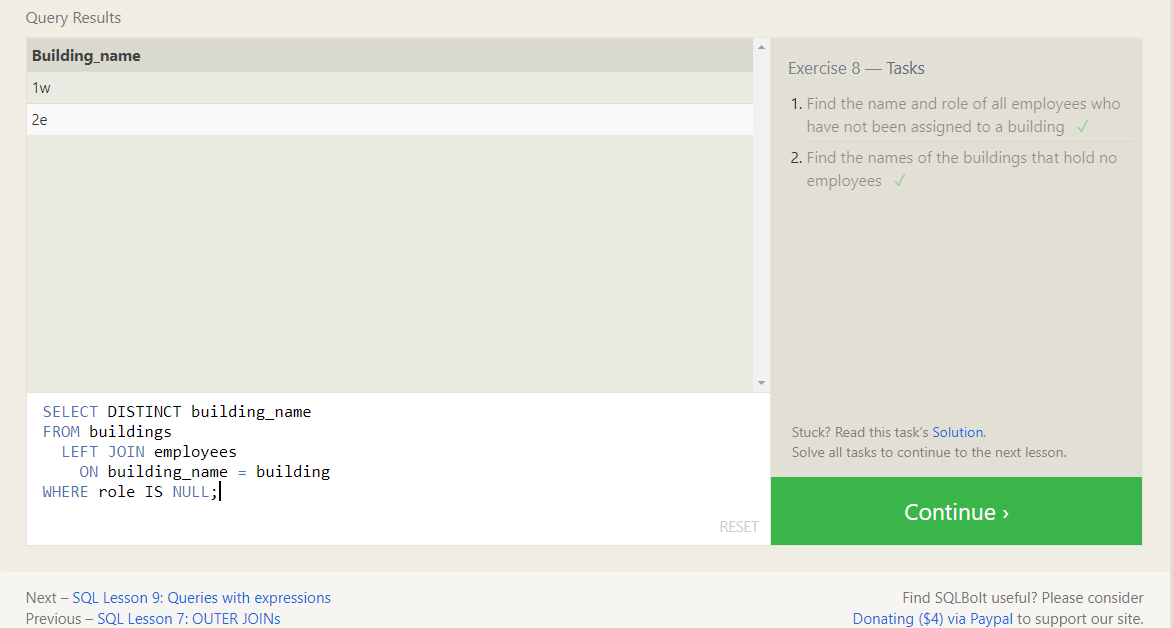 Query Results
Building_name
1w
2e
Exercise 8 — Tasks
1. Find the name and role of all employees who
have not been assigned to a building ✓
2. Find the names of the buildings that hold no
employees ✓
SELECT DISTINCT building_name
FROM buildings
  LEFT JOIN employees
    ON building_name = building
WHERE role IS NULL;
RESET
Stuck? Read this task's Solution.
Solve all tasks to continue to the next lesson.
Continue ›
Next – SQL Lesson 9: Queries with expressions
Previous – SQL Lesson 7: OUTER JOINs
Find SQLBolt useful? Please consider
Donating ($4) via Paypal to support our site.